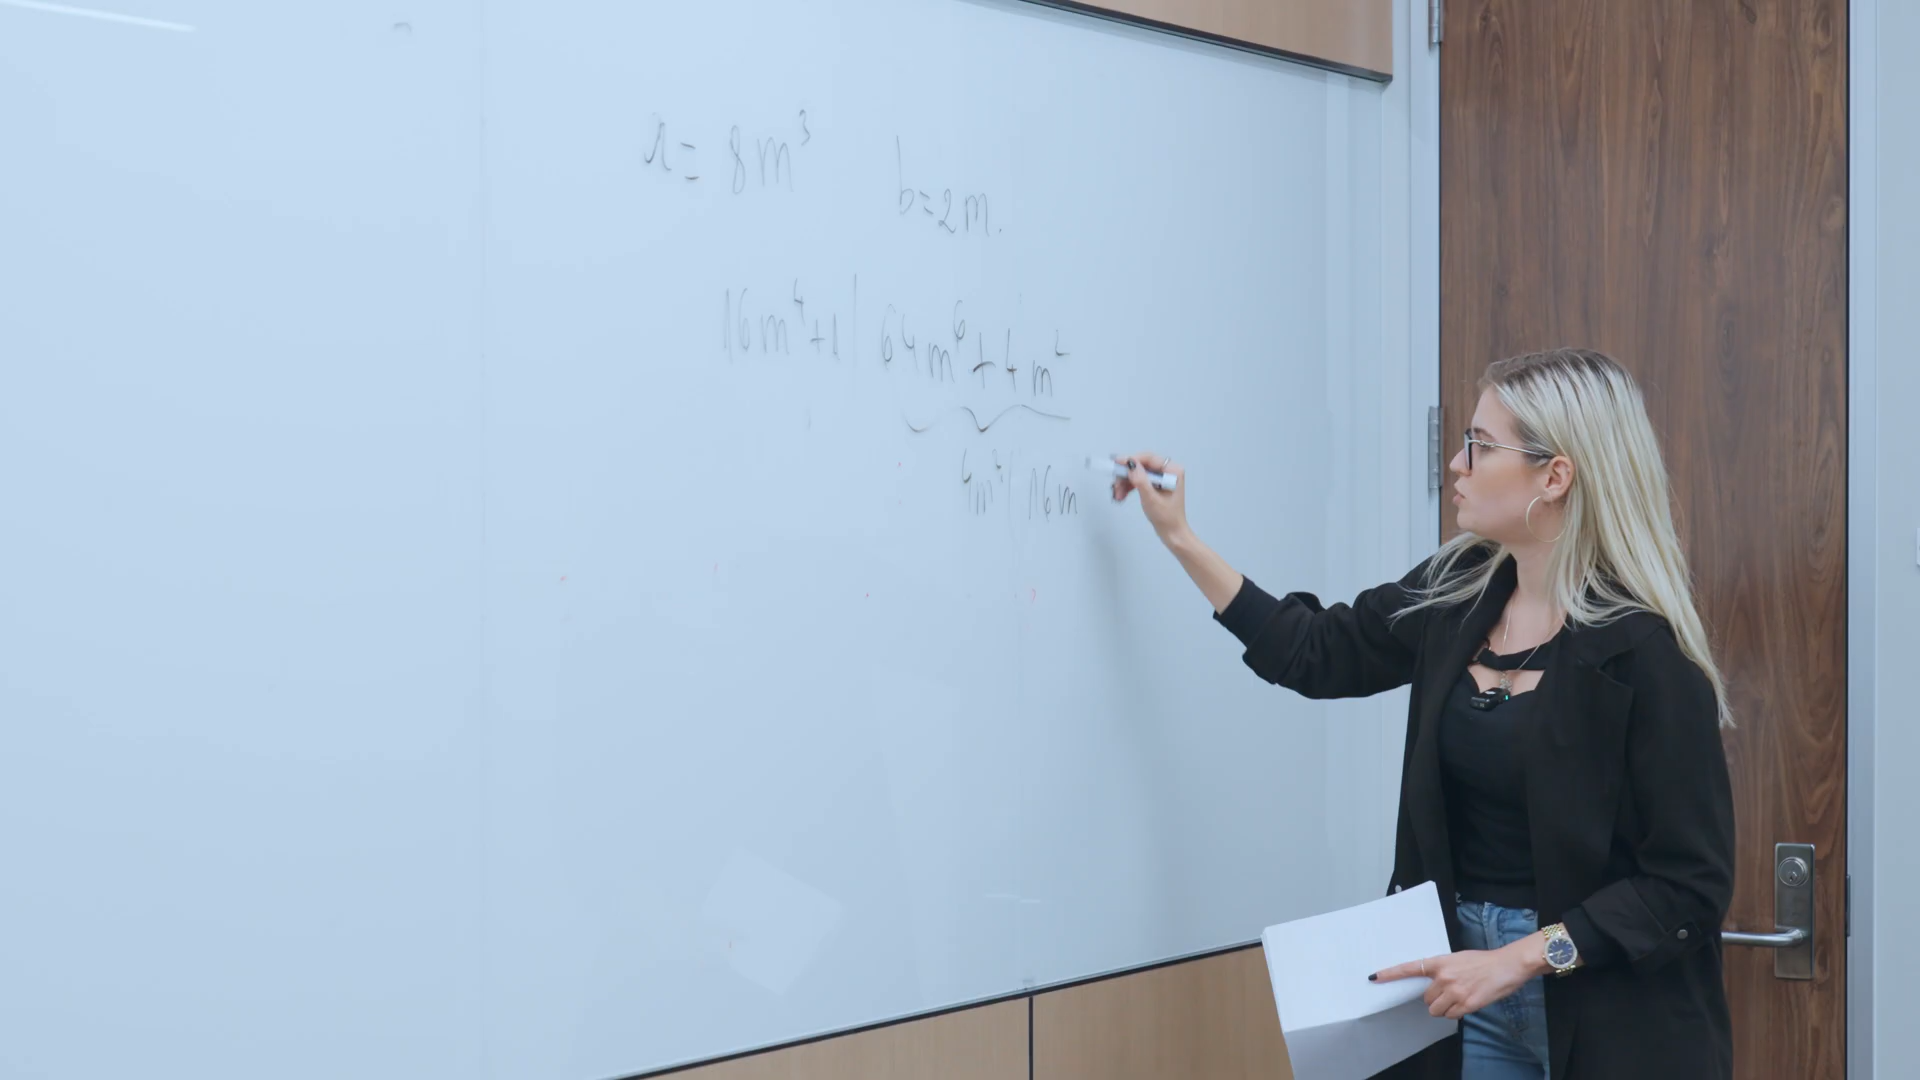 a = 8m³ b = 2m.
16m⁴+1 | 64m⁶+4m²
4m² | 16m